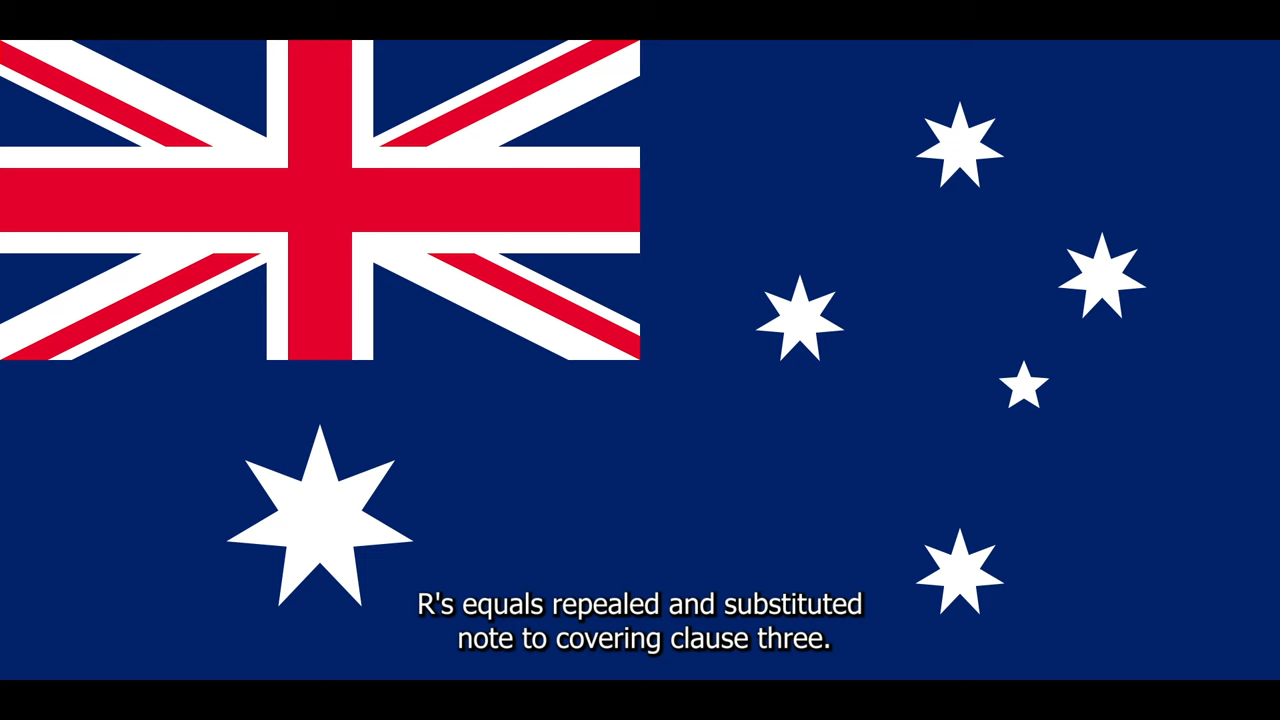 R's equals repealed and substituted
note to covering clause three.